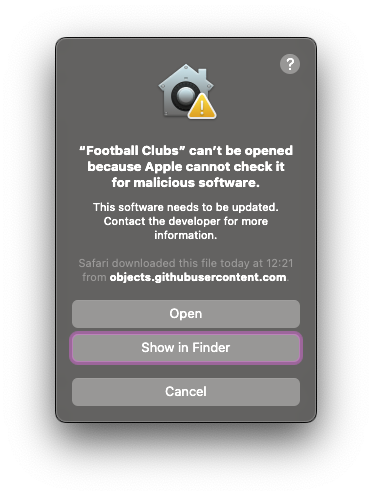 ?
“Football Clubs” can’t be opened
because Apple cannot check it
for malicious software.
This software needs to be updated.
Contact the developer for more
information.
Safari downloaded this file today at 12:21
from objects.githubusercontent.com.
Open
Show in Finder
Cancel